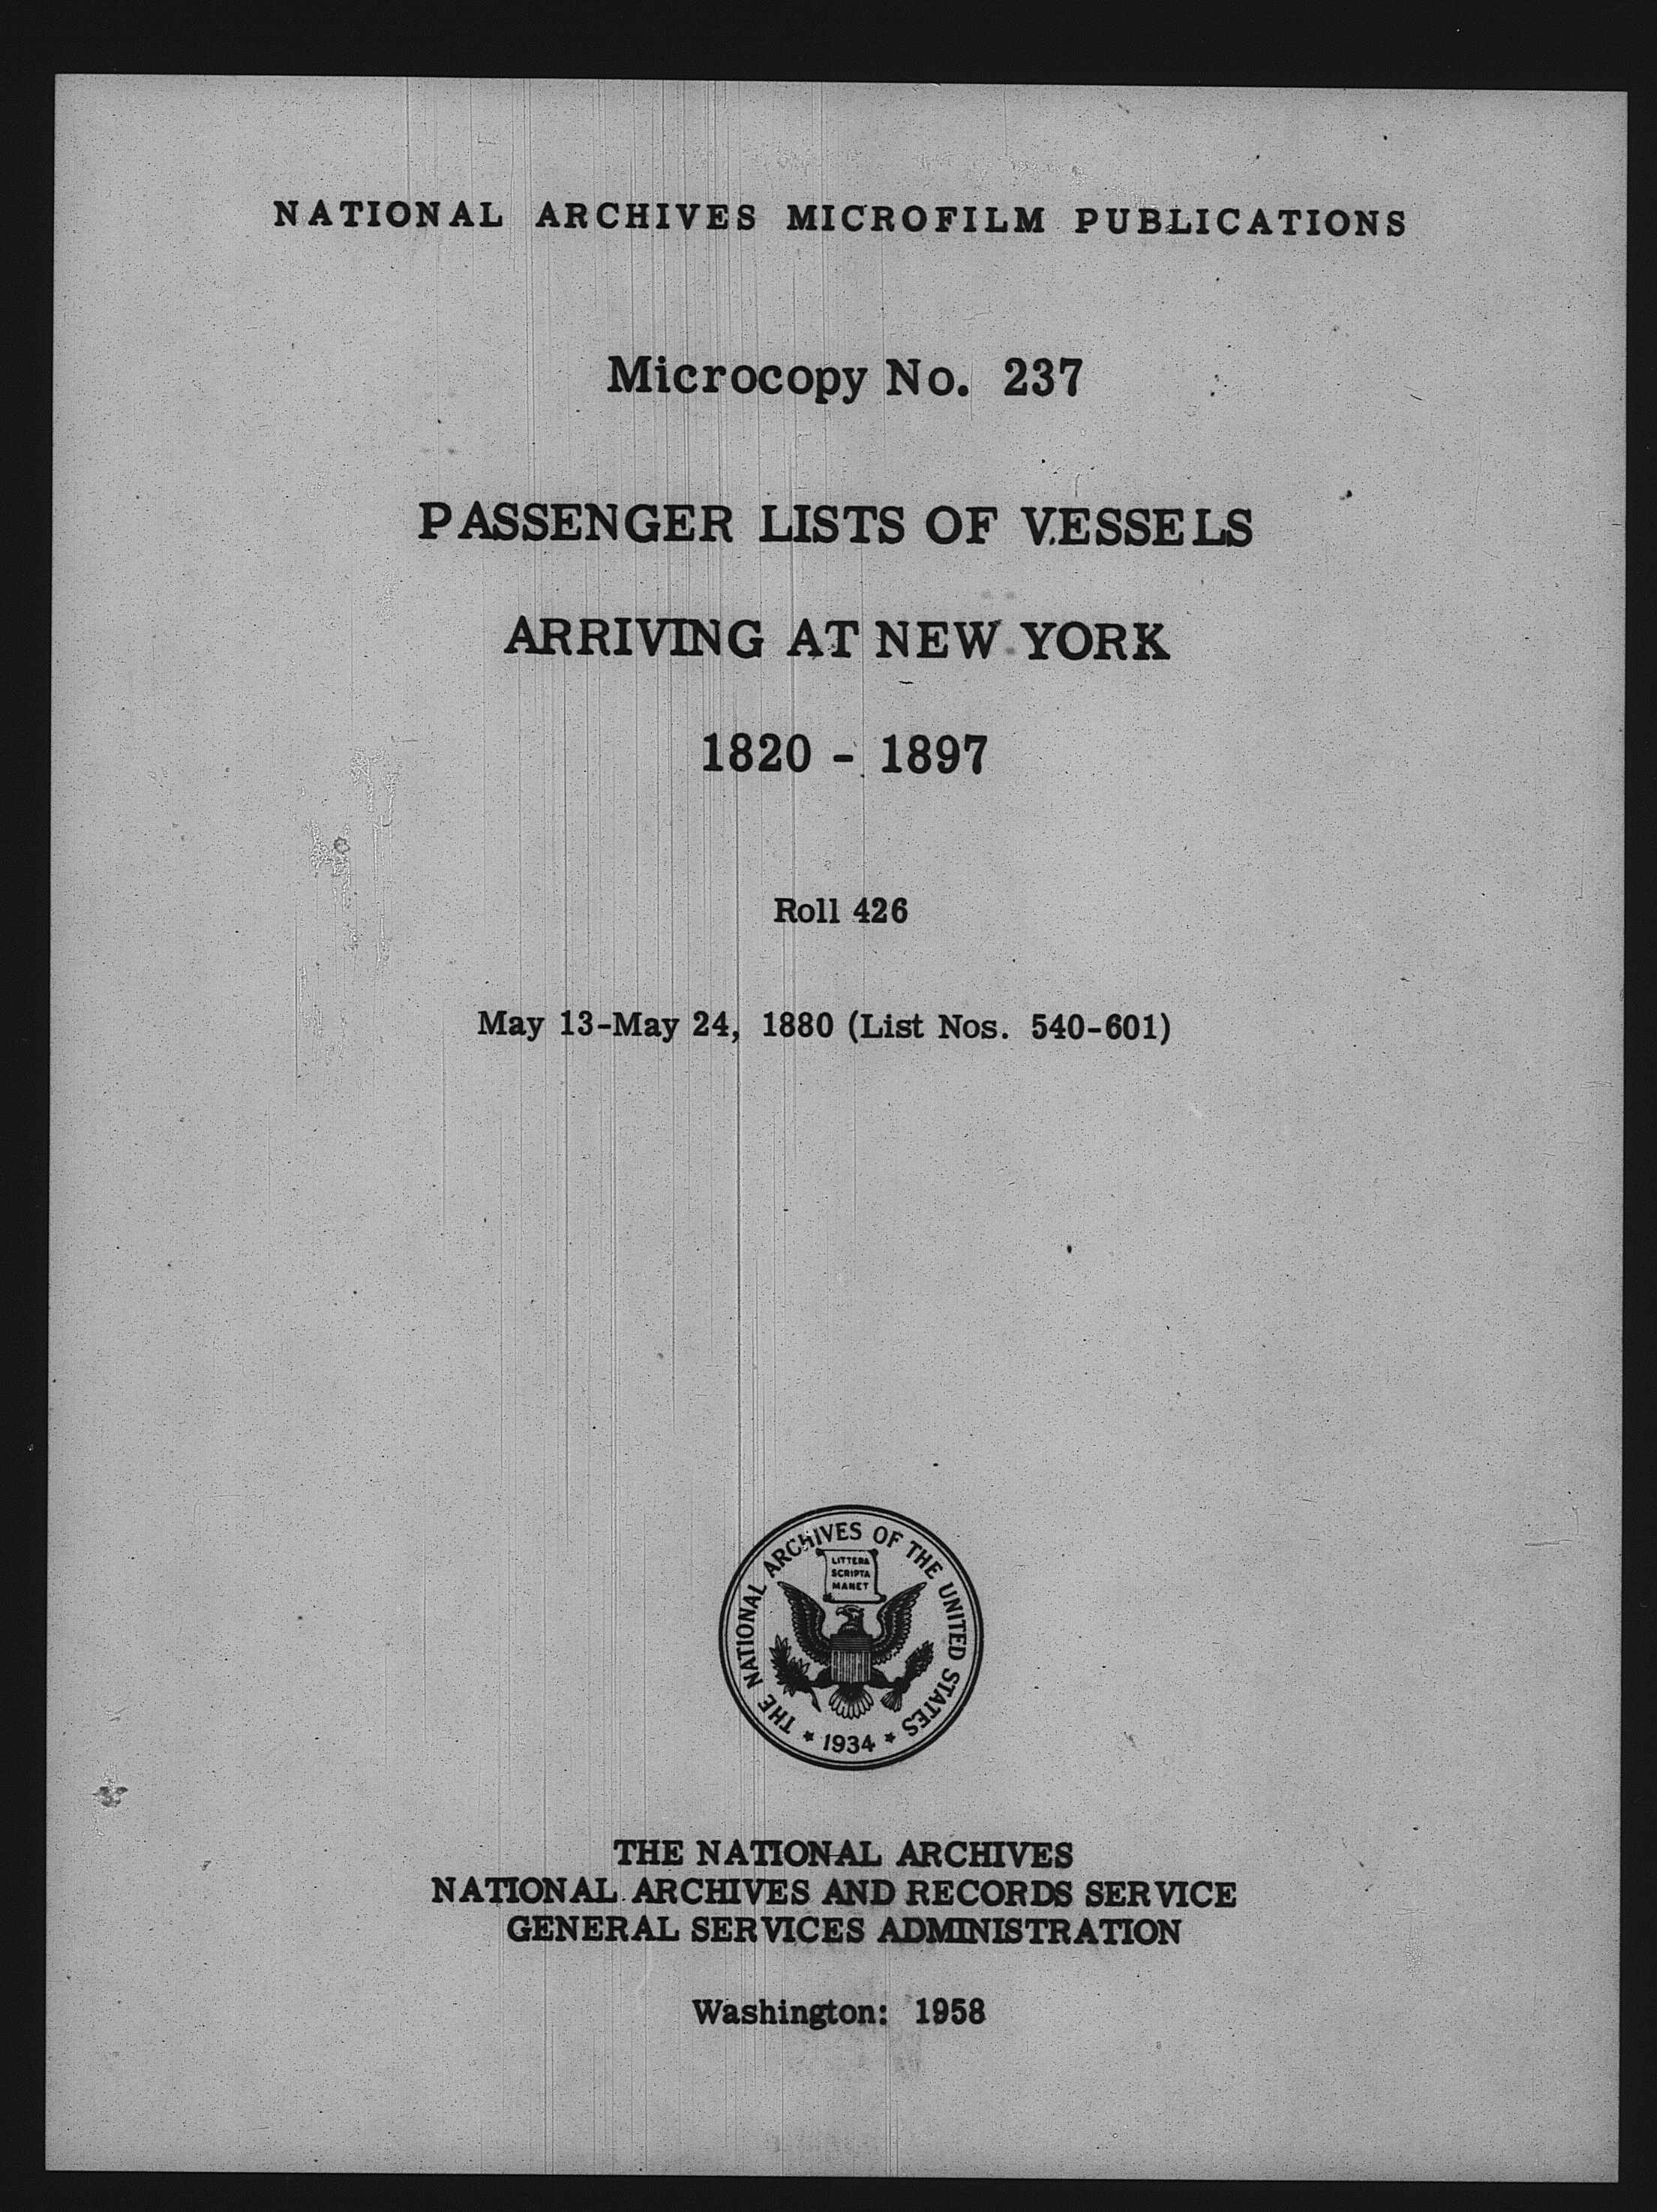 NATIONAL ARCHIVES MICROFILM PUBLICATIONS
Microcopy No. 237
PASSENGER LISTS OF VESSELS
ARRIVING AT NEW YORK
1820 - 1897
Roll 426
May 13-May 24, 1880 (List Nos. 540-601)
THE NATIONAL ARCHIVES OF THE UNITED STATES
LITTERA
SCRIPTA
MANET
★ 1934 ★
THE NATIONAL ARCHIVES
NATIONAL ARCHIVES AND RECORDS SERVICE
GENERAL SERVICES ADMINISTRATION
Washington: 1958